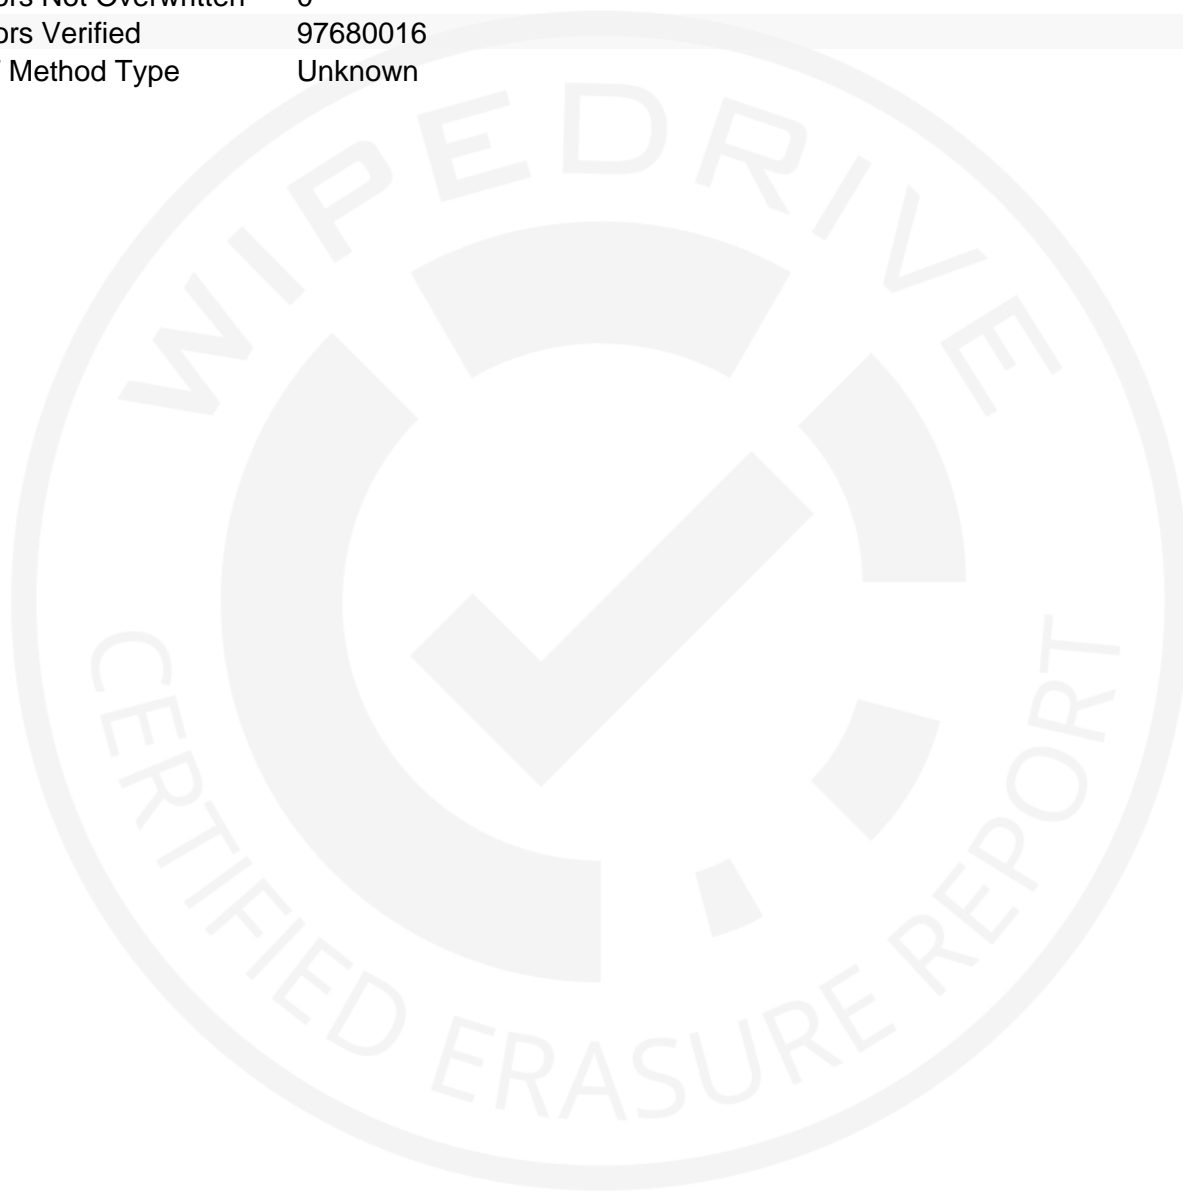 ors Not Overwritten 0
ors Verified 97680016
Method Type Unknown
WIPEDRIVE
CERTIFIED ERASURE REPORT